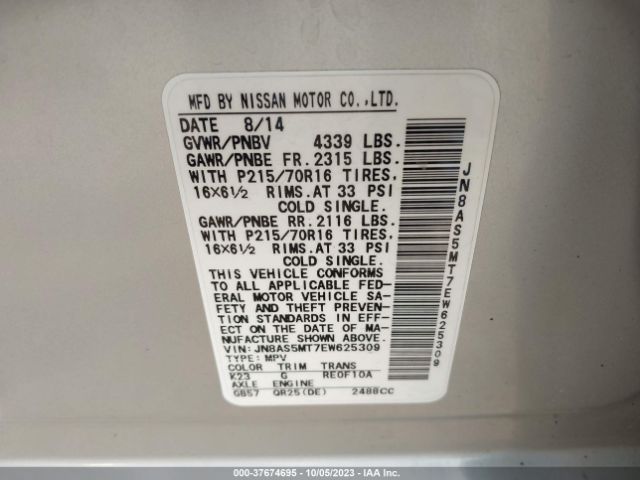 MFD BY NISSAN MOTOR CO.,LTD.
DATE 8/14
GVWR/PNBV 4339 LBS.
GAWR/PNBE FR. 2315 LBS.
WITH P215/70R16 TIRES.
16×6½ RIMS. AT 33 PSI
COLD SINGLE.
GAWR/PNBE RR. 2116 LBS.
WITH P215/70R16 TIRES.
16×6½ RIMS. AT 33 PSI
COLD SINGLE.
THIS VEHICLE CONFORMS
TO ALL APPLICABLE FED-
ERAL MOTOR VEHICLE SA-
FETY AND THEFT PREVEN-
TION STANDARDS IN EFF-
ECT ON THE DATE OF MA-
NUFACTURE SHOWN ABOVE.
VIN: JN8AS5MT7EW625309
TYPE: MPV
COLOR TRIM TRANS
K23 G RE0F10A
AXLE ENGINE
GB57 QR25(DE) 2488CC
JN8AS5MT7EW625309
000-37674695 - 10/05/2023 - IAA Inc.